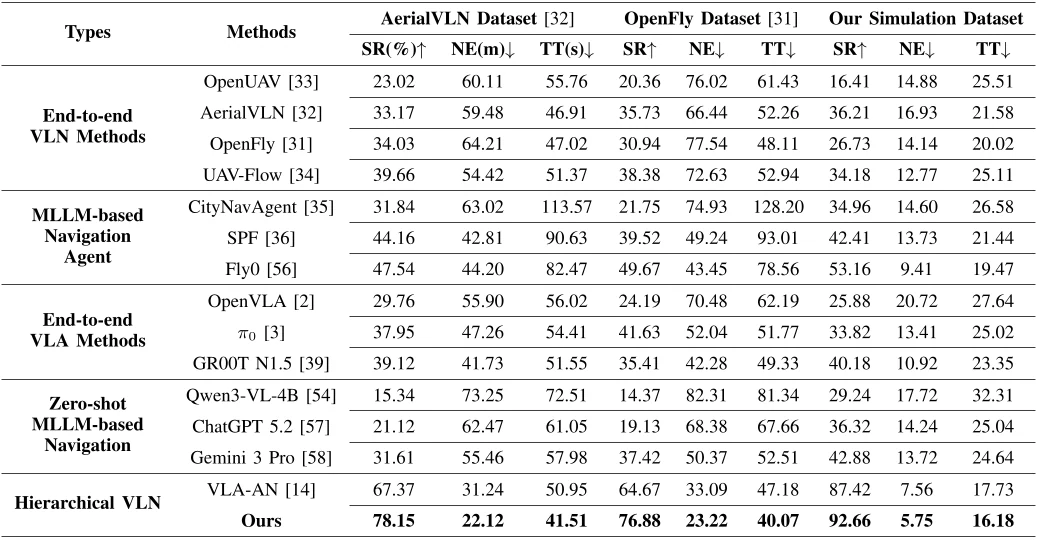 Types Methods AerialVLN Dataset [32] OpenFly Dataset [31] Our Simulation Dataset
SR(%)↑ NE(m)↓ TT(s)↓ SR↑ NE↓ TT↓ SR↑ NE↓ TT↓
End-to-end VLN Methods
OpenUAV [33] 23.02 60.11 55.76 20.36 76.02 61.43 16.41 14.88 25.51
AerialVLN [32] 33.17 59.48 46.91 35.73 66.44 52.26 36.21 16.93 21.58
OpenFly [31] 34.03 64.21 47.02 30.94 77.54 48.11 26.73 14.14 20.02
UAV-Flow [34] 39.66 54.42 51.37 38.38 72.63 52.94 34.18 12.77 25.11
MLLM-based Navigation Agent
CityNavAgent [35] 31.84 63.02 113.57 21.75 74.93 128.20 34.96 14.60 26.58
SPF [36] 44.16 42.81 90.63 39.52 49.24 93.01 42.41 13.73 21.44
Fly0 [56] 47.54 44.20 82.47 49.67 43.45 78.56 53.16 9.41 19.47
End-to-end VLA Methods
OpenVLA [2] 29.76 55.90 56.02 24.19 70.48 62.19 25.88 20.72 27.64
π₀ [3] 37.95 47.26 54.41 41.63 52.04 51.77 33.82 13.41 25.02
GR00T N1.5 [39] 39.12 41.73 51.55 35.41 42.28 49.33 40.18 10.92 23.35
Zero-shot MLLM-based Navigation
Qwen3-VL-4B [54] 15.34 73.25 72.51 14.37 82.31 81.34 29.24 17.72 32.31
ChatGPT 5.2 [57] 21.12 62.47 61.05 19.13 68.38 67.66 36.32 14.24 25.04
Gemini 3 Pro [58] 31.61 55.46 57.98 37.42 50.37 52.51 42.88 13.72 24.64
Hierarchical VLN
VLA-AN [14] 67.37 31.24 50.95 64.67 33.09 47.18 87.42 7.56 17.73
Ours 78.15 22.12 41.51 76.88 23.22 40.07 92.66 5.75 16.18